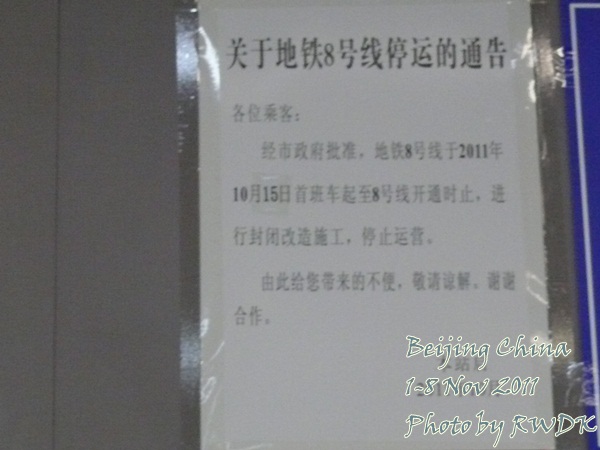 关于地铁8号线停运的通告
各位乘客：
经市政府批准，地铁8号线于2011年
10月15日首班车起至8号线开通时止，进
行封闭改造施工，停止运营。
由此给您带来的不便，敬请谅解。谢谢
合作。
Beijing China
1-8 Nov 2011
Photo by RWDK